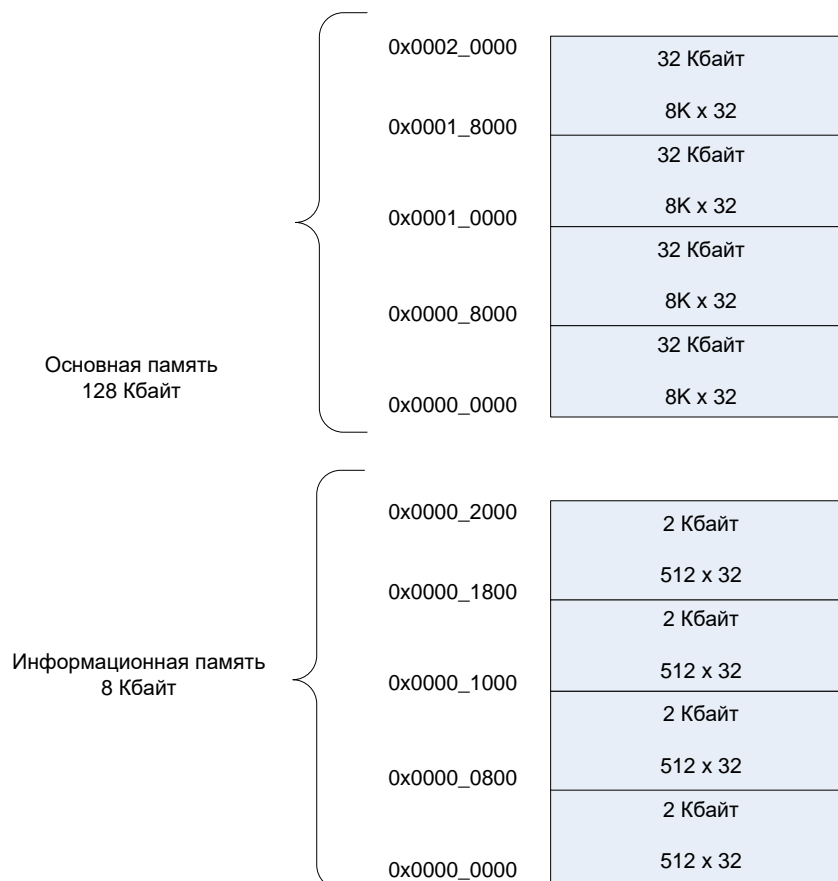 0x0002_0000
32 Кбайт
8K x 32
0x0001_8000
32 Кбайт
8K x 32
0x0001_0000
32 Кбайт
8K x 32
0x0000_8000
32 Кбайт
8K x 32
0x0000_0000
Основная память
128 Кбайт
0x0000_2000
2 Кбайт
512 x 32
0x0000_1800
2 Кбайт
512 x 32
0x0000_1000
2 Кбайт
512 x 32
0x0000_0800
2 Кбайт
512 x 32
0x0000_0000
Информационная память
8 Кбайт